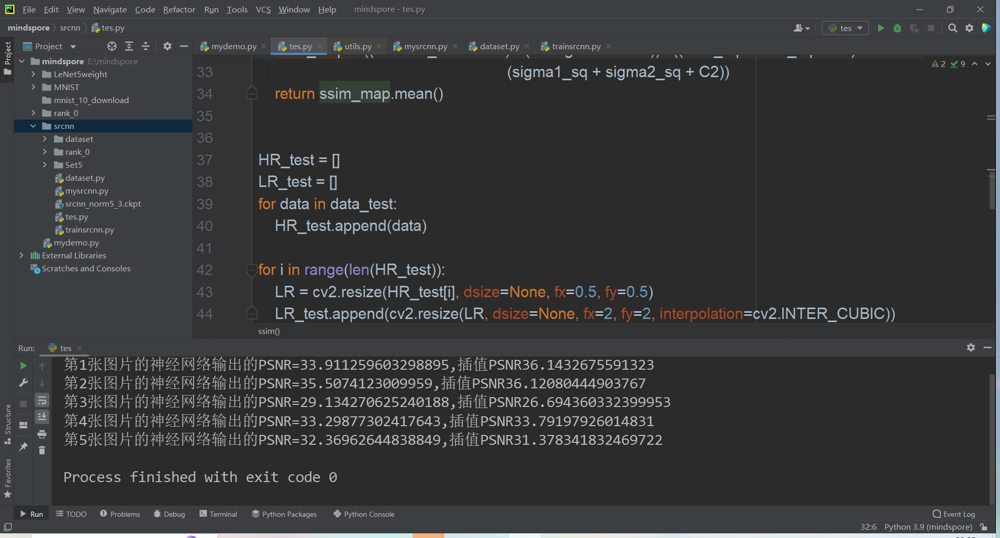 File Edit View Navigate Code Refactor Run Tools VCS Window Help mindspore - tes.py
mindspore srcnn tes.py tes
Project mydemo.py tes.py utils.py mysrcnn.py dataset.py trainsrcnn.py
Project
mindspore E:\mindspore
LeNet5weight
MNIST
mnist_10_download
rank_0
srcnn
dataset
rank_0
Set5
dataset.py
mysrcnn.py
srcnn_norm5_3.ckpt
tes.py
trainsrcnn.py
mydemo.py
External Libraries
Scratches and Consoles
2 9
33 (sigma1_sq + sigma2_sq + C2))
34 return ssim_map.mean()
35
36
37 HR_test = []
38 LR_test = []
39 for data in data_test:
40 HR_test.append(data)
41
42 for i in range(len(HR_test)):
43 LR = cv2.resize(HR_test[i], dsize=None, fx=0.5, fy=0.5)
44 LR_test.append(cv2.resize(LR, dsize=None, fx=2, fy=2, interpolation=cv2.INTER_CUBIC))
ssim()
Run: tes
第1张图片的神经网络输出的PSNR=33.911259603298895,插值PSNR36.1432675591323
第2张图片的神经网络输出的PSNR=35.5074123009959,插值PSNR36.12080444903767
第3张图片的神经网络输出的PSNR=29.134270625240188,插值PSNR26.694360332399953
第4张图片的神经网络输出的PSNR=33.29877302417643,插值PSNR33.79197926014831
第5张图片的神经网络输出的PSNR=32.36962644838849,插值PSNR31.378341832469722
Process finished with exit code 0
Structure
Favorites
Run TODO Problems Debug Terminal Python Packages Python Console Event Log
32:6 Python 3.9 (mindspore)